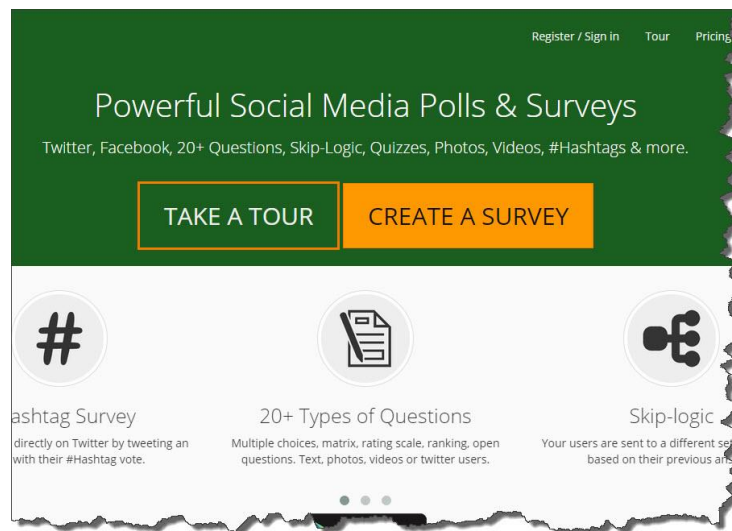 Register / Sign in Tour Pricing
Powerful Social Media Polls & Surveys
Twitter, Facebook, 20+ Questions, Skip-Logic, Quizzes, Photos, Videos, #Hashtags & more.
TAKE A TOUR CREATE A SURVEY
#
ashtag Survey
directly on Twitter by tweeting an
with their #Hashtag vote.
20+ Types of Questions
Multiple choices, matrix, rating scale, ranking, open
questions. Text, photos, videos or twitter users.
Skip-logic
Your users are sent to a different se
based on their previous an